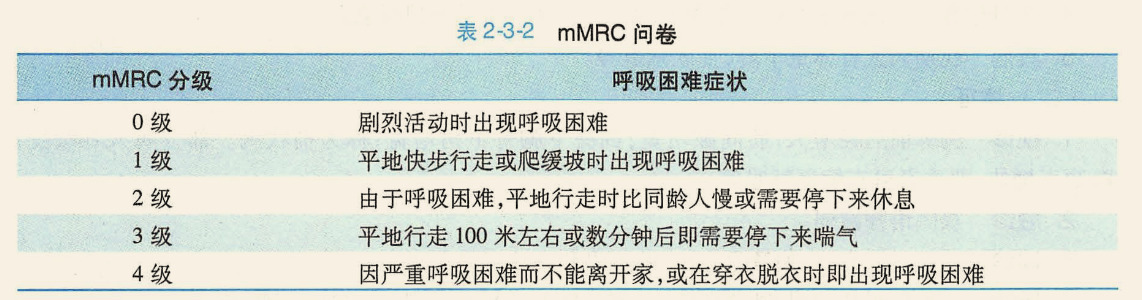 表 2-3-2 mMRC 问卷
mMRC 分级 呼吸困难症状
0 级 剧烈活动时出现呼吸困难
1 级 平地快步行走或爬缓坡时出现呼吸困难
2 级 由于呼吸困难,平地行走时比同龄人慢或需要停下来休息
3 级 平地行走 100 米左右或数分钟后即需要停下来喘气
4 级 因严重呼吸困难而不能离开家,或在穿衣脱衣时即出现呼吸困难